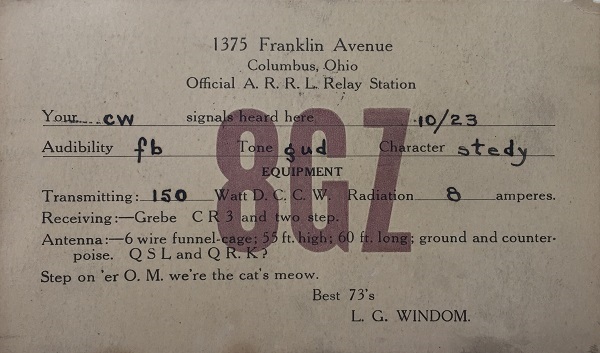 1375 Franklin Avenue
Columbus, Ohio
Official A. R. R. L. Relay Station
8GZ
Your cw signals heard here 10/23
Audibility fb Tone gud Character stedy
EQUIPMENT
Transmitting: 150 Watt D. C. C. W. Radiation 8 amperes.
Receiving:—Grebe C R 3 and two step.
Antenna:—6 wire funnel-cage; 55 ft. high; 60 ft. long; ground and counter-
poise. Q S L and Q R. K ?
Step on 'er O. M. we're the cat's meow.
Best 73's
L. G. WINDOM.